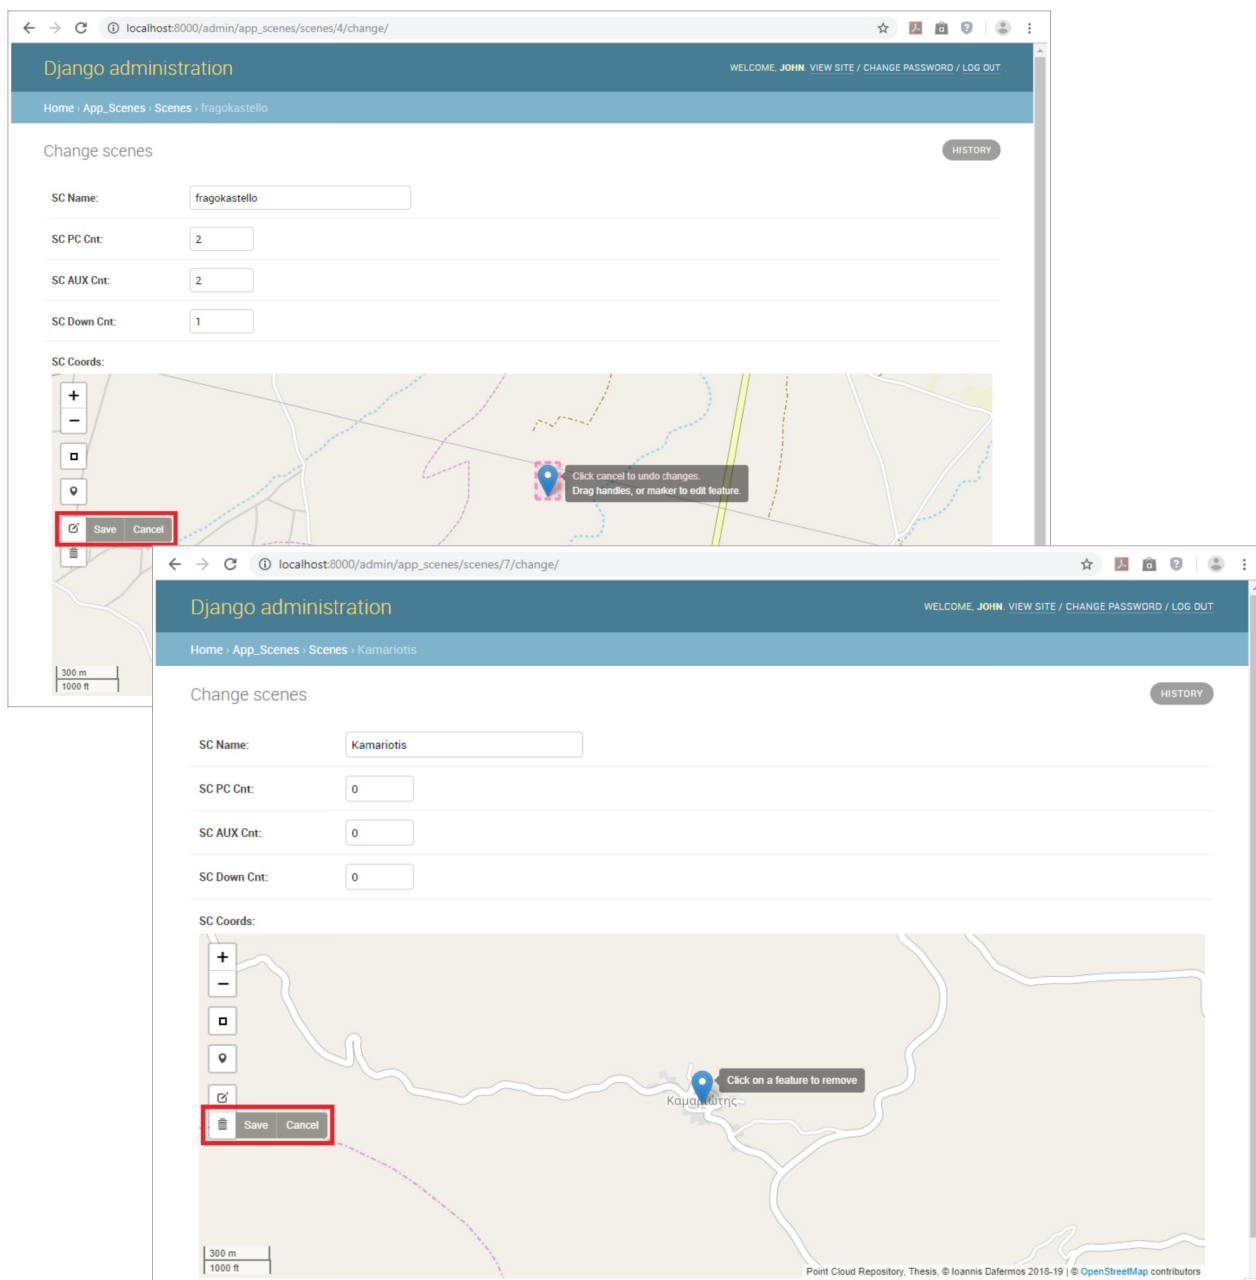 localhost:8000/admin/app_scenes/scenes/4/change/
Django administration
WELCOME, JOHN. VIEW SITE / CHANGE PASSWORD / LOG OUT
Home › App_Scenes › Scenes › fragokastello
Change scenes
HISTORY
SC Name:
fragokastello
SC PC Cnt:
2
SC AUX Cnt:
2
SC Down Cnt:
1
SC Coords:
+
−
Click cancel to undo changes.
Drag handles, or marker to edit feature.
Save Cancel
300 m
1000 ft
localhost:8000/admin/app_scenes/scenes/7/change/
Django administration
WELCOME, JOHN. VIEW SITE / CHANGE PASSWORD / LOG OUT
Home › App_Scenes › Scenes › Kamariotis
Change scenes
HISTORY
SC Name:
Kamariotis
SC PC Cnt:
0
SC AUX Cnt:
0
SC Down Cnt:
0
SC Coords:
+
−
Click on a feature to remove
Καμαριώτης
Save Cancel
300 m
1000 ft
Point Cloud Repository, Thesis, © Ioannis Dafermos 2018-19 | © OpenStreetMap contributors